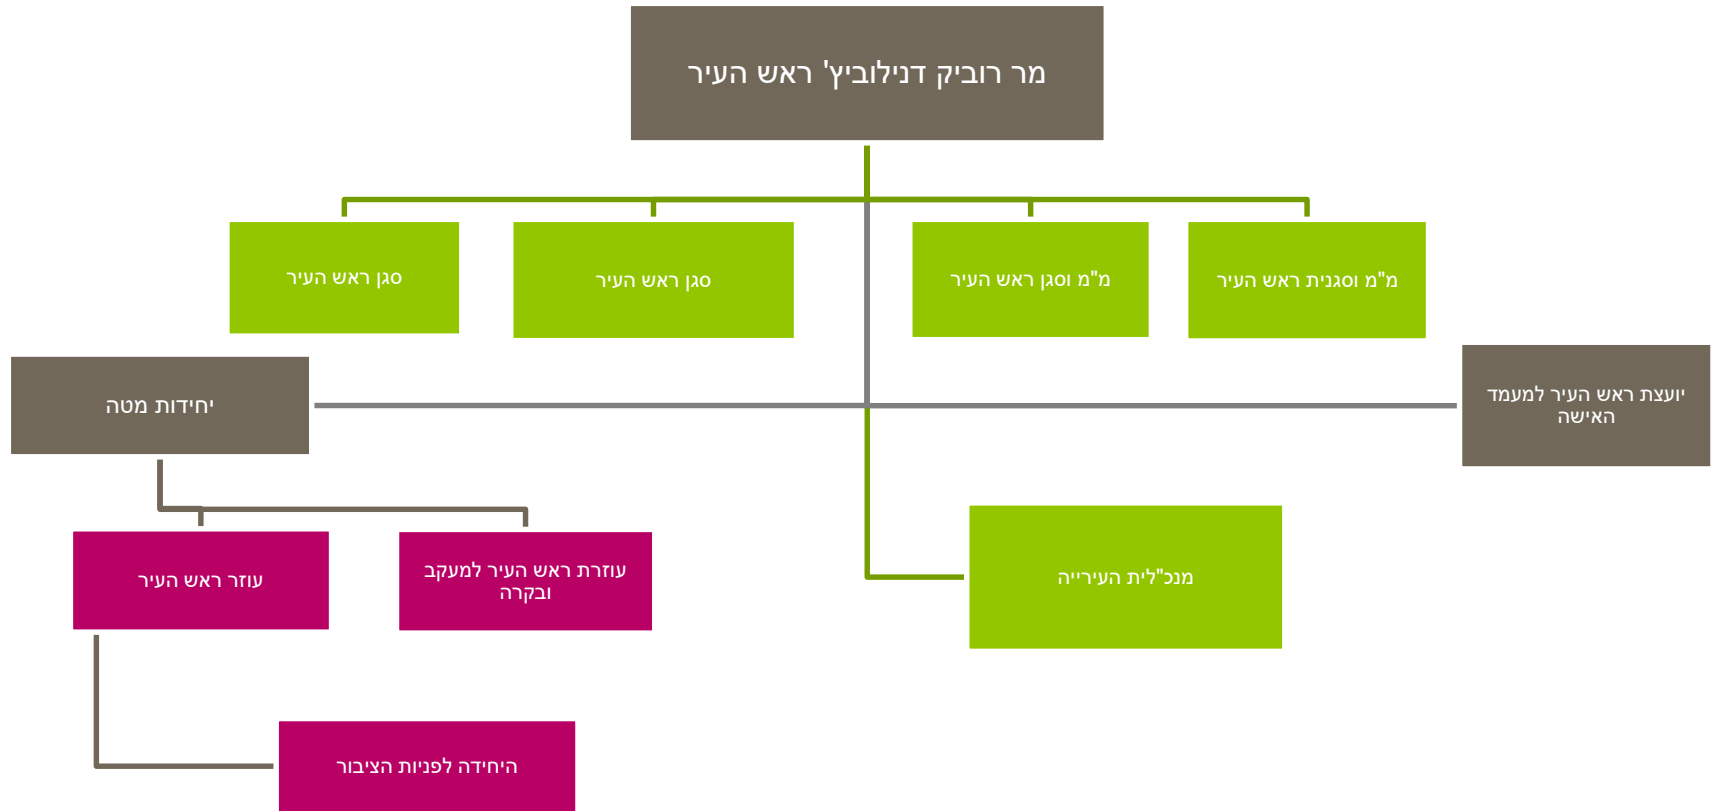 מר רוביק דנילוביץ' ראש העיר
מ"מ וסגנית ראש העיר
מ"מ וסגן ראש העיר
סגן ראש העיר
סגן ראש העיר
יועצת ראש העיר למעמד
האישה
יחידות מטה
מנכ"לית העירייה
עוזרת ראש העיר למעקב
ובקרה
עוזר ראש העיר
היחידה לפניות הציבור